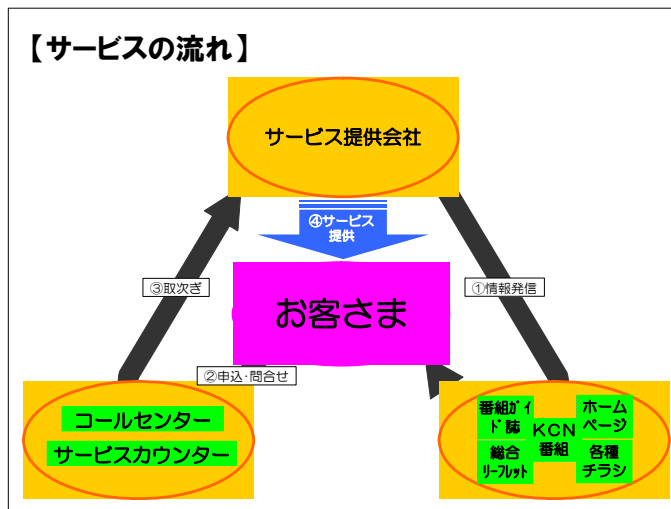 【サービスの流れ】
サービス提供会社
④サービス
提供
③取次ぎ
①情報発信
お客さま
②申込・問合せ
コールセンター
サービスカウンター
番組ｶﾞｲ
ﾄﾞ誌
ホーム
ページ
KCN
番組
総合
ﾘｰﾌﾚｯﾄ
各種
チラシ